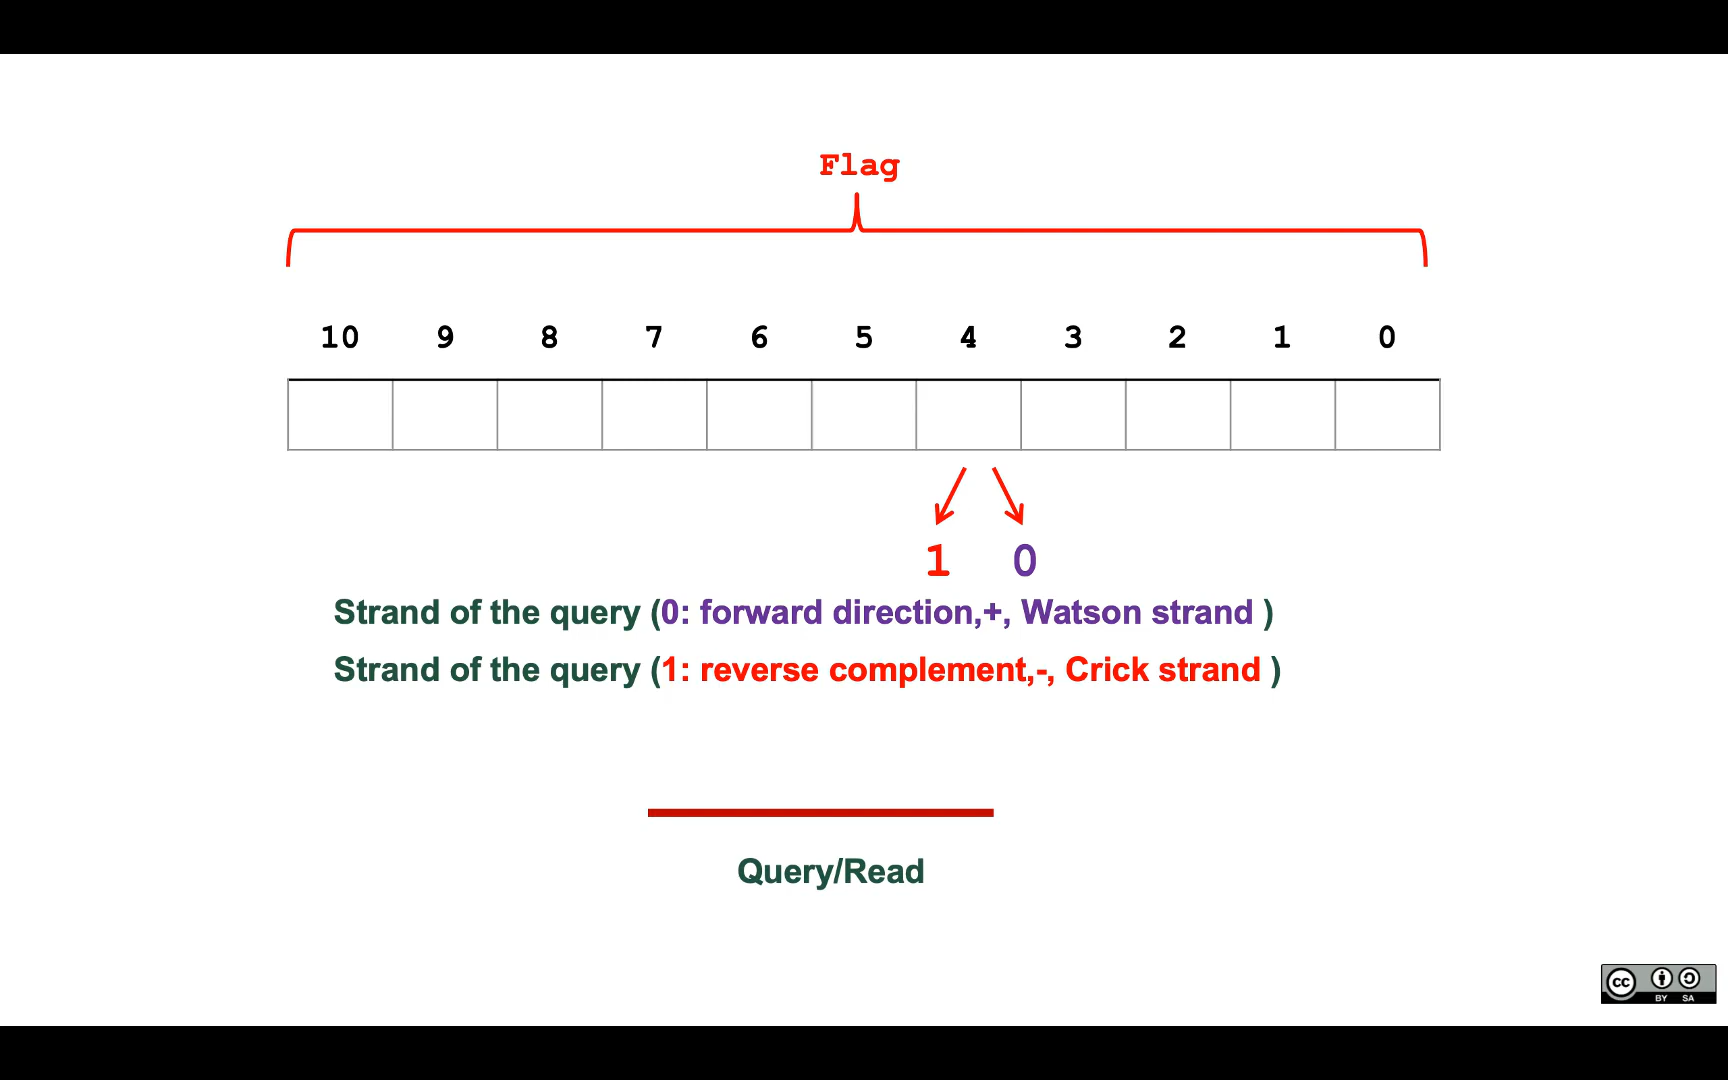 Flag
10 9 8 7 6 5 4 3 2 1 0
1 0
Strand of the query (0: forward direction,+, Watson strand )
Strand of the query (1: reverse complement,-, Crick strand )
Query/Read
cc BY SA